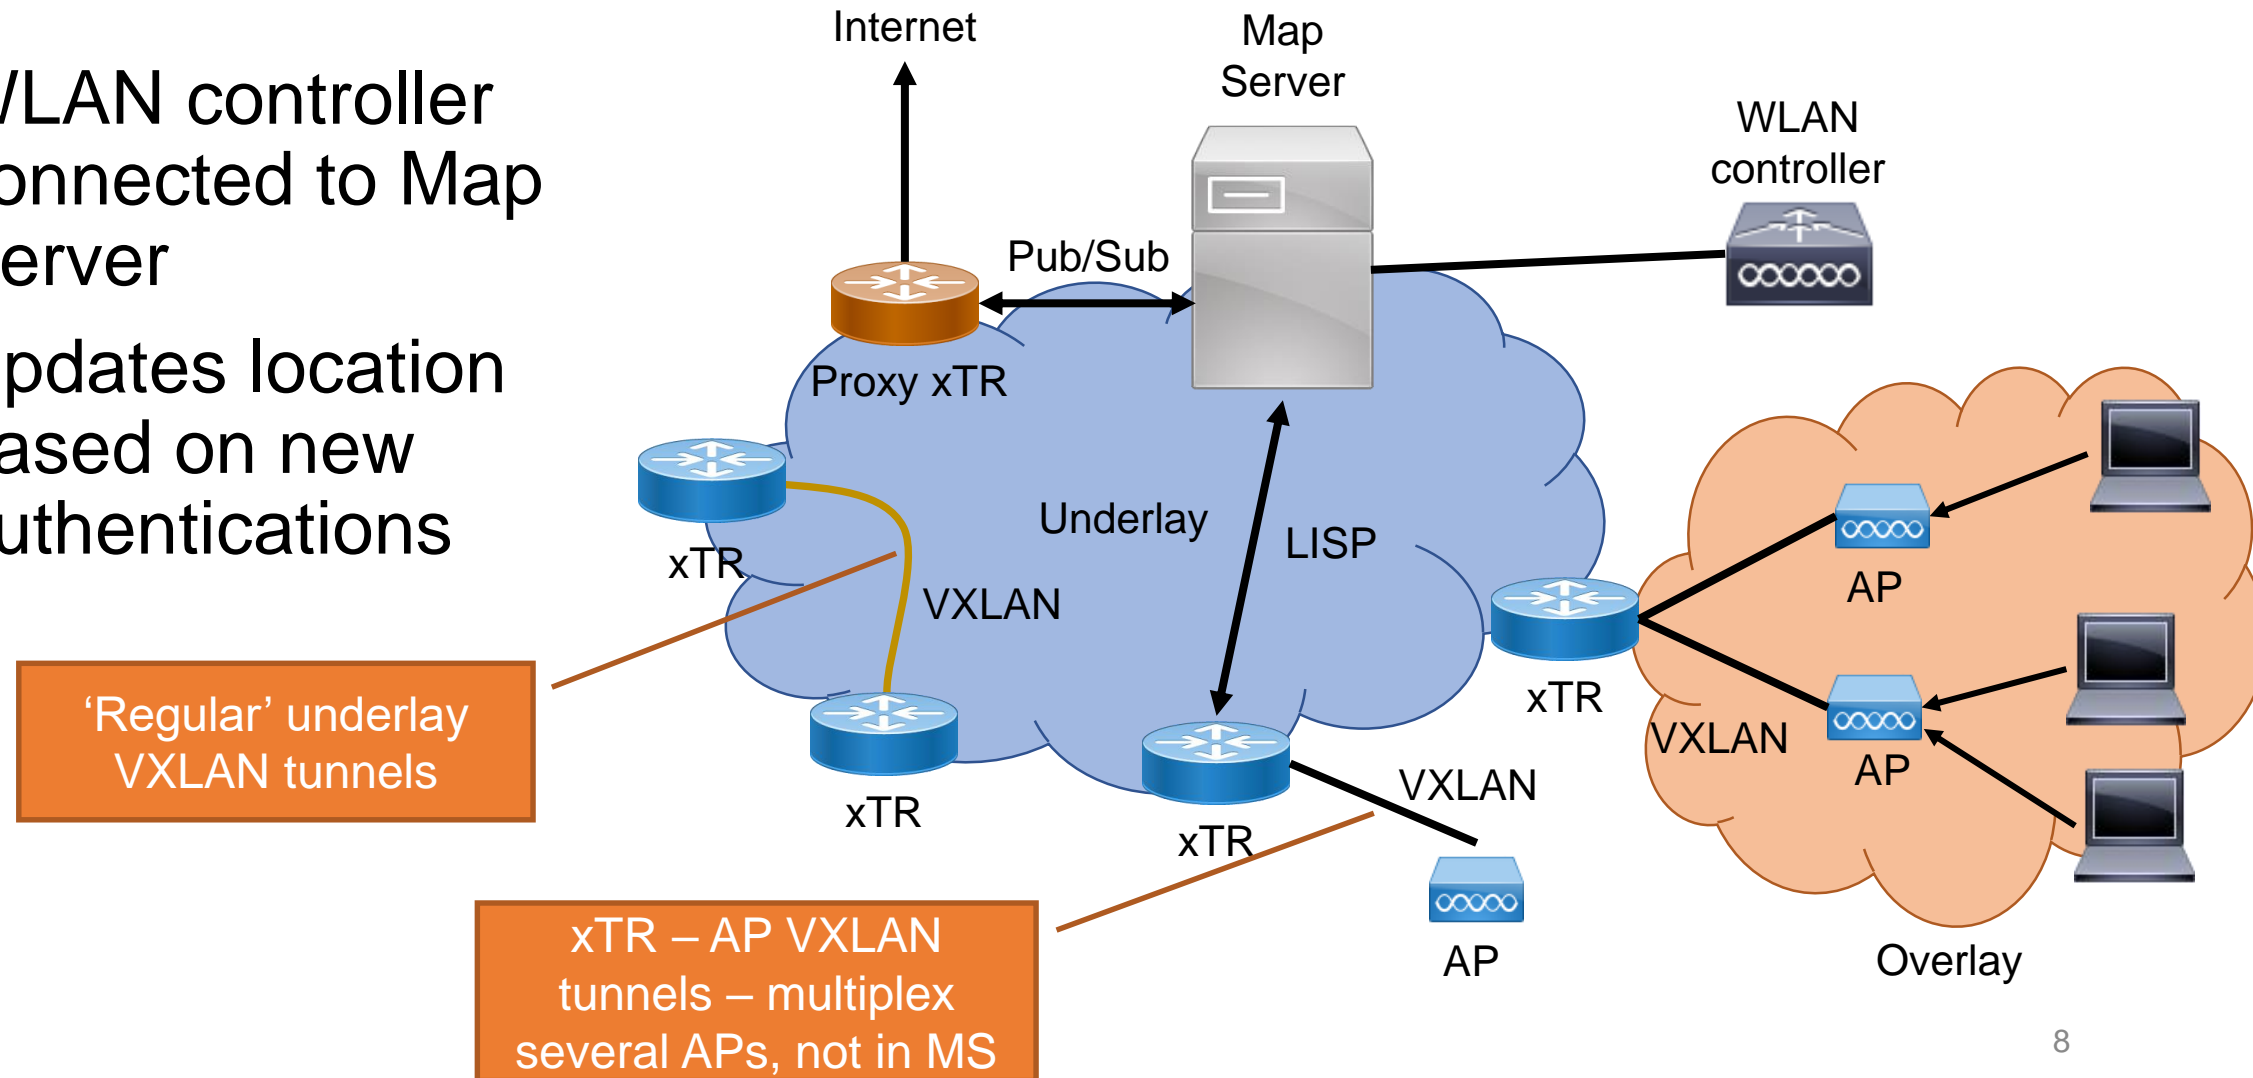 WLAN controller
onnected to Map
erver
pdates location
ased on new
uthentications
Internet
Map
Server
WLAN
controller
Pub/Sub
Proxy xTR
xTR
Underlay
LISP
VXLAN
AP
xTR
VXLAN
AP
xTR
xTR
VXLAN
AP
Overlay
‘Regular’ underlay
VXLAN tunnels
xTR – AP VXLAN
tunnels – multiplex
several APs, not in MS
8